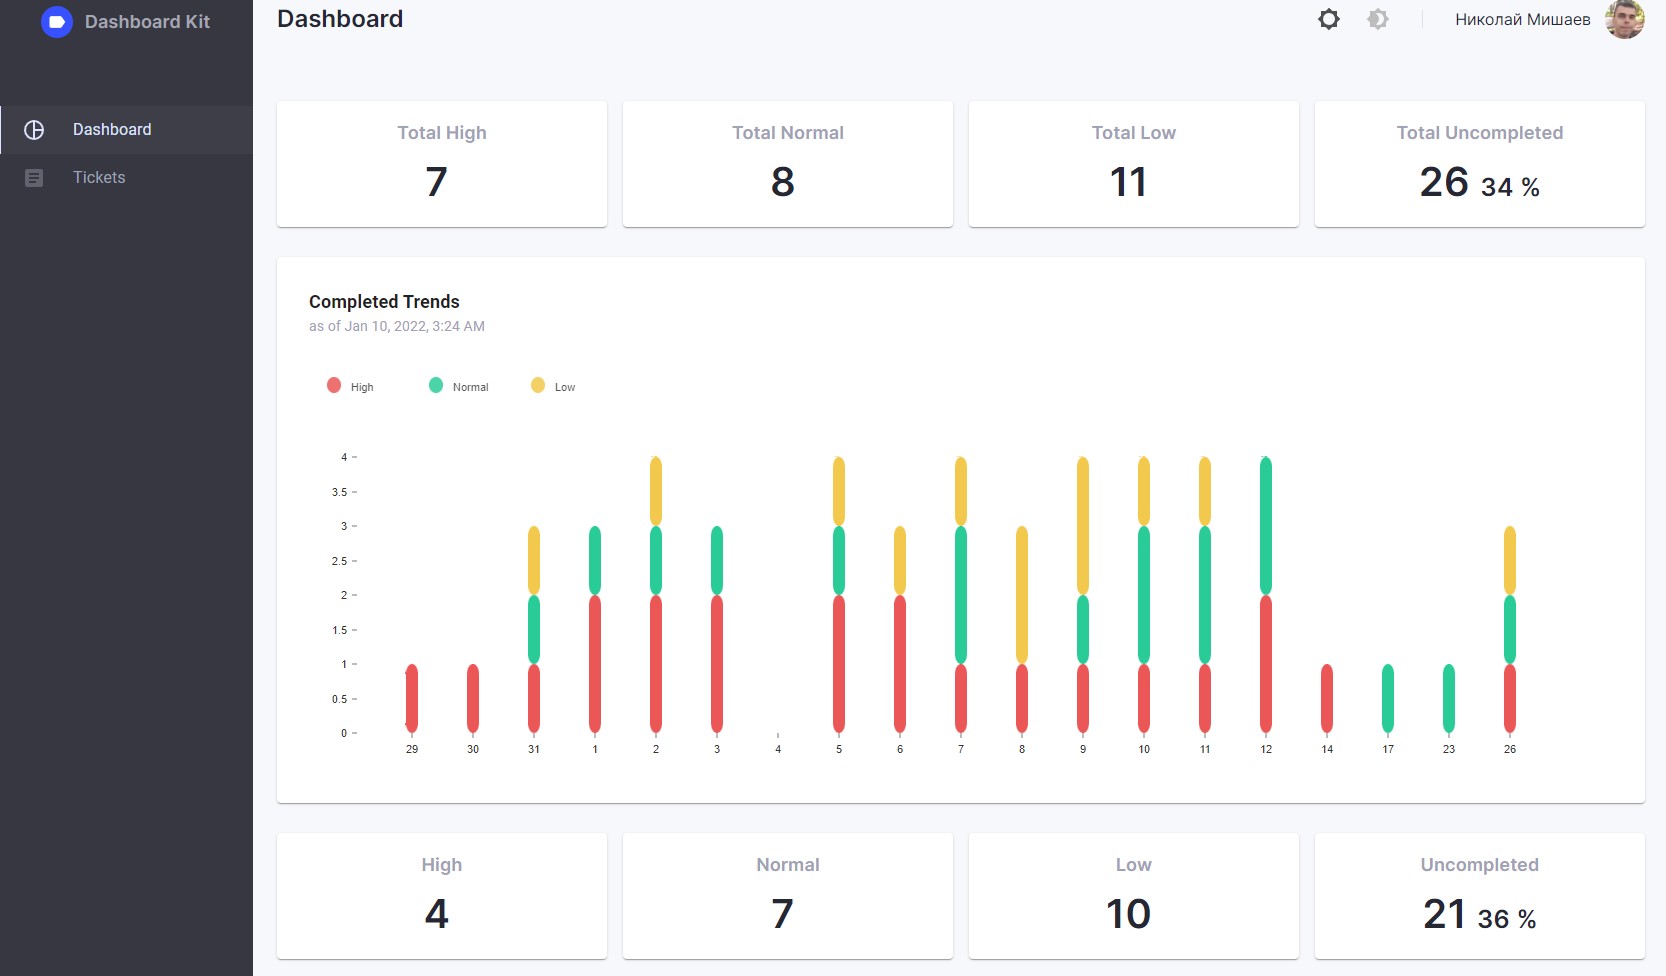 Dashboard Kit
Dashboard
Николай Мишаев
Dashboard
Tickets
Total High
7
Total Normal
8
Total Low
11
Total Uncompleted
26 34 %
Completed Trends
as of Jan 10, 2022, 3:24 AM
High Normal Low
4
3.5
3
2.5
2
1.5
1
0.5
0
29 30 31 1 2 3 4 5 6 7 8 9 10 11 12 14 17 23 26
High
4
Normal
7
Low
10
Uncompleted
21 36 %